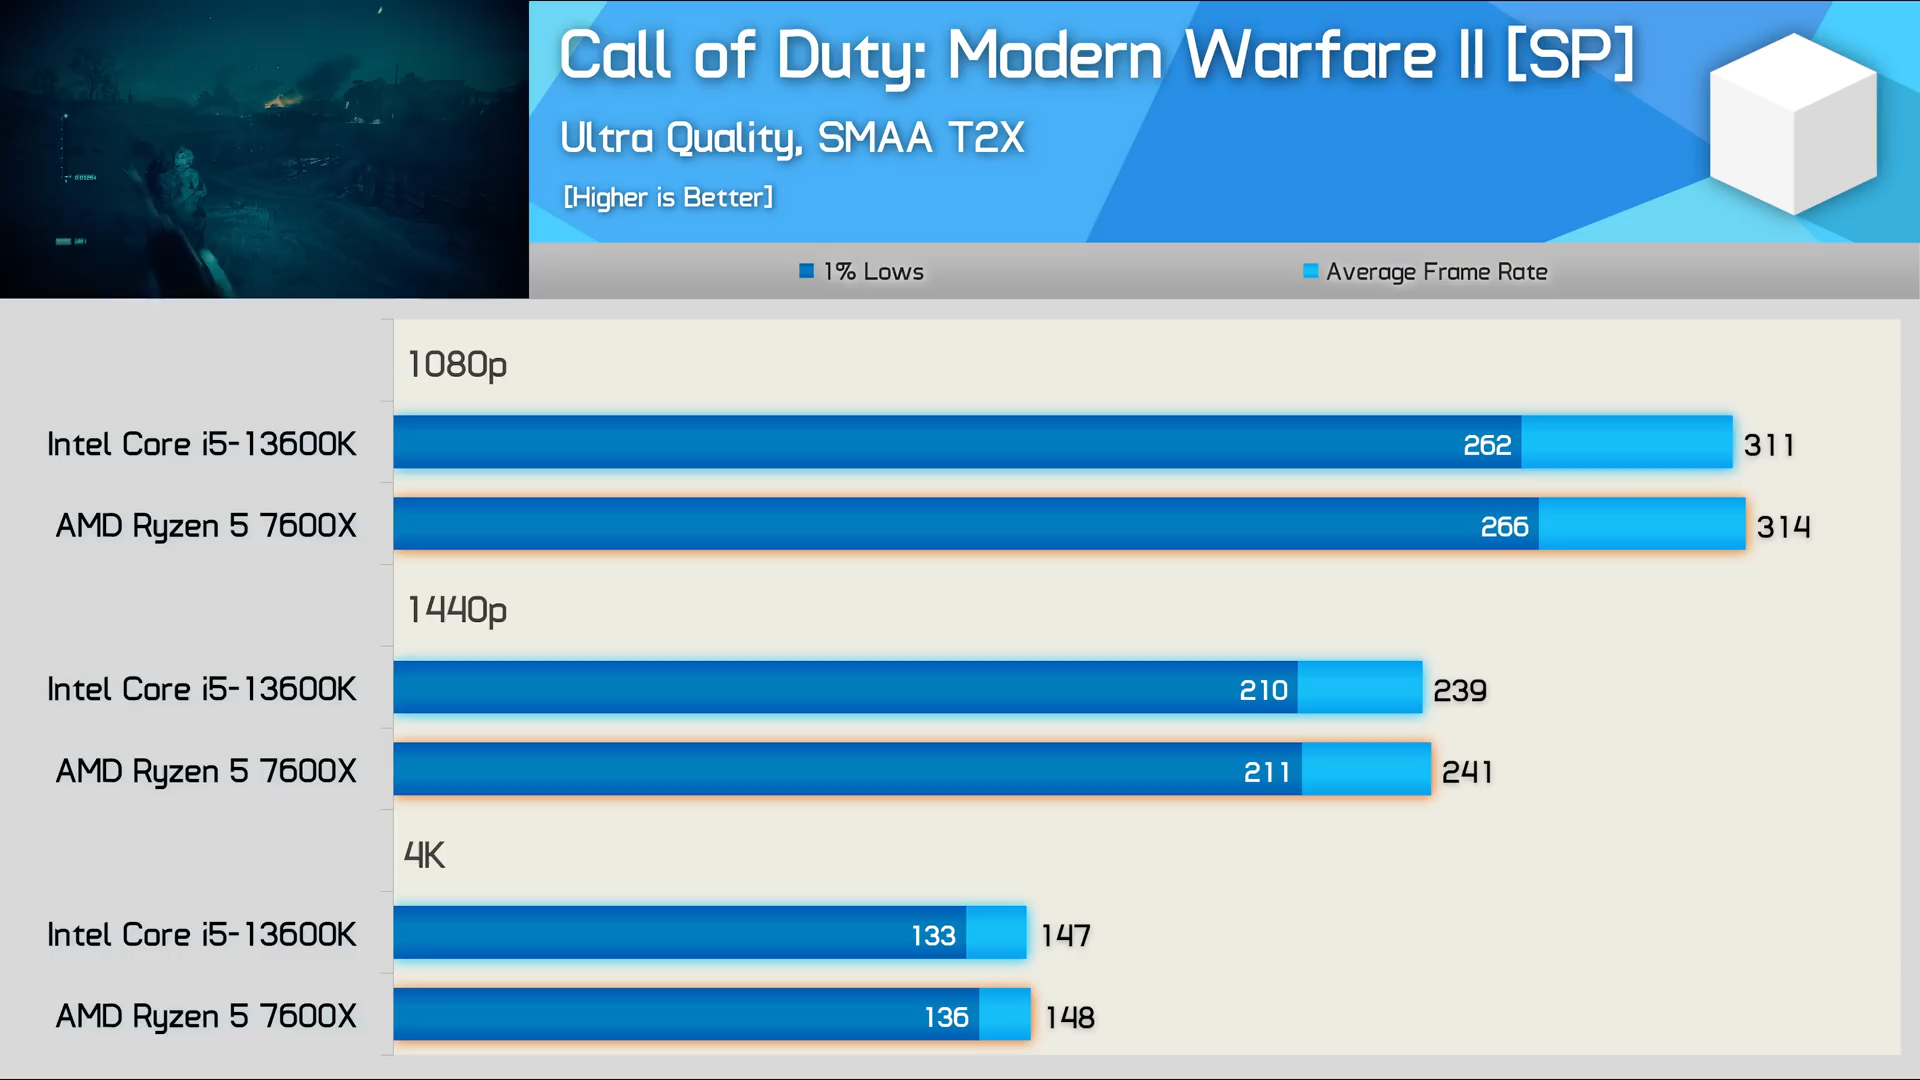 Call of Duty: Modern Warfare II [SP]
Ultra Quality, SMAA T2X
[Higher is Better]
1% Lows
Average Frame Rate
1080p
Intel Core i5-13600K 262 311
AMD Ryzen 5 7600X 266 314
1440p
Intel Core i5-13600K 210 239
AMD Ryzen 5 7600X 211 241
4K
Intel Core i5-13600K 133 147
AMD Ryzen 5 7600X 136 148